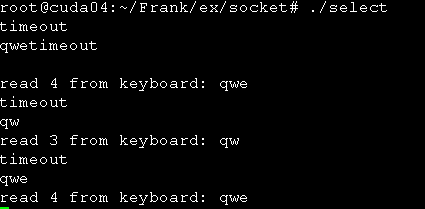 root@cuda04:~/Frank/ex/socket# ./select
timeout
qwetimeout

read 4 from keyboard: qwe
timeout
qw
read 3 from keyboard: qw
timeout
qwe
read 4 from keyboard: qwe